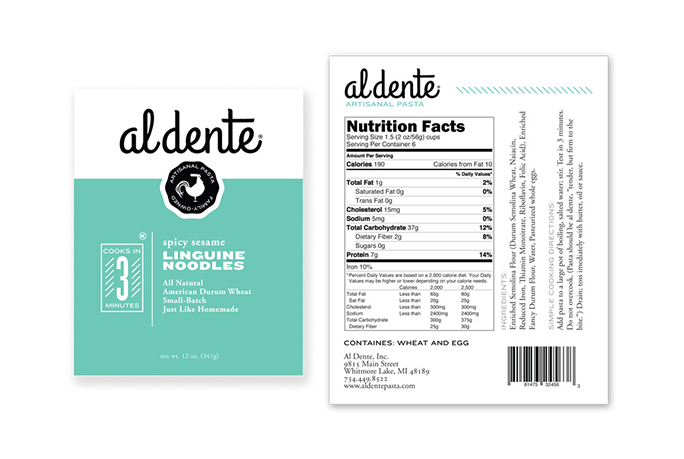 al dente®
ARTISANAL PASTA
FAMILY-OWNED
COOKS IN
3
MINUTES
spicy sesame
LINGUINE
NOODLES
All Natural
American Durum Wheat
Small-Batch
Just Like Homemade
net wt. 12 oz. (341g)
al dente
ARTISANAL PASTA
Nutrition Facts
Serving Size 1.5 (2 oz/56g) cups
Serving Per Container 6
Amount Per Serving
Calories 190 Calories from Fat 10
% Daily Values*
Total Fat 1g 2%
Saturated Fat 0g 0%
Trans Fat 0g
Cholesterol 15mg 5%
Sodium 5mg 0%
Total Carbohydrate 37g 12%
Dietary Fiber 2g 8%
Sugars 0g
Protein 7g 14%
Iron 10%
*Percent Daily Values are based on a 2,000 calorie diet. Your Daily
Values may be higher or lower depending on your calorie needs.
Calories 2,000 2,500
Total Fat Less than 65g 80g
Sat Fat Less than 20g 25g
Cholesterol Less than 300mg 300mg
Sodium Less than 2400mg 2400mg
Total Carbohydrate 300g 375g
Dietary Fiber 25g 30g
CONTAINES: WHEAT AND EGG
Al Dente, Inc.
9815 Main Street
Whitmore Lake, MI 48189
734.449.8522
www.aldentepasta.com
INGREDIENTS:
Enriched Semolina Flour (Durum Semolina Wheat, Naiacin,
Reduced Iron, Thiamin Monoitrate, Riboflavin, Folic Acid), Enriched
Fancy Durum Flour, Water, Pasteurized whole eggs.
SIMPLE COOKING DIRECTIONS:
Add pasta to a large pot of boiling, salted water; stir. Test in 3 minutes.
Do not overcook. (Pasta should be al dente, "tender, but firm to the
bite.") Drain; toss imediately with butter, oil or sauce.
81475 32456 3